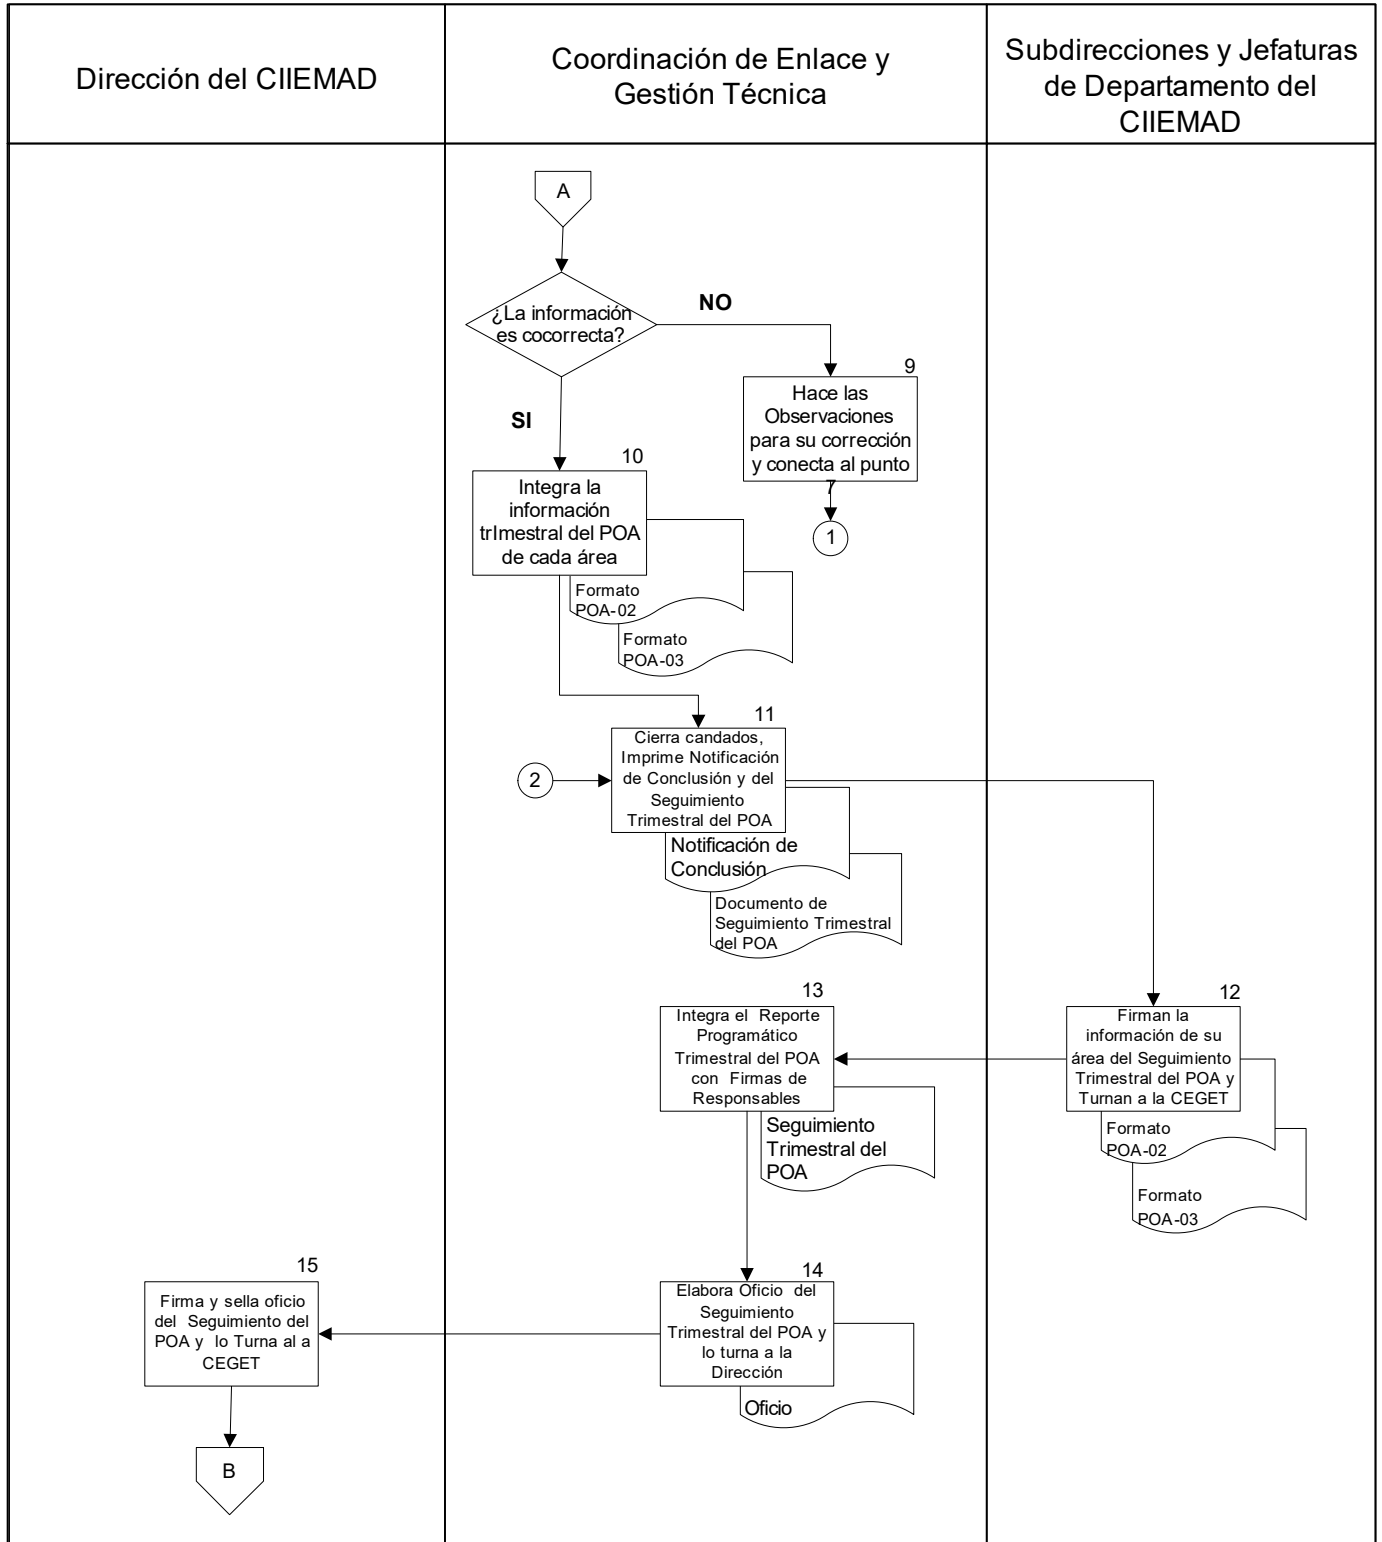 Dirección del CIIEMAD
Coordinación de Enlace y
Gestión Técnica
Subdirecciones y Jefaturas
de Departamento del
CIIEMAD
A
¿La información
es cocorrecta?
NO
SI
9
Hace las
Observaciones
para su corrección
y conecta al punto
7
1
10
Integra la
información
trImestral del POA
de cada área
Formato
POA-02
Formato
POA-03
11
Cierra candados,
Imprime Notificación
de Conclusión y del
Seguimiento
Trimestral del POA
2
Notificación de
Conclusión
Documento de
Seguimiento Trimestral
del POA
12
Firman la
información de su
área del Seguimiento
Trimestral del POA y
Turnan a la CEGET
Formato
POA-02
Formato
POA-03
13
Integra el Reporte
Programático
Trimestral del POA
con Firmas de
Responsables
Seguimiento
Trimestral del
POA
14
Elabora Oficio del
Seguimiento
Trimestral del POA y
lo turna a la
Dirección
Oficio
15
Firma y sella oficio
del Seguimiento del
POA y lo Turna al a
CEGET
B